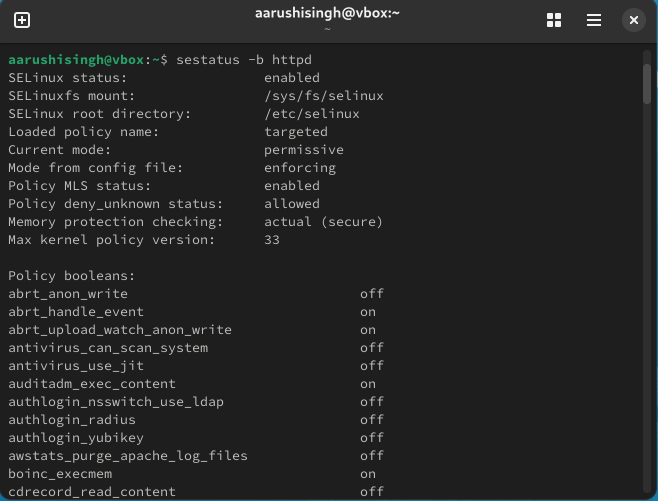 aarushisingh@vbox:~
~
aarushisingh@vbox:~$ sestatus -b httpd
SELinux status:                 enabled
SELinuxfs mount:                /sys/fs/selinux
SELinux root directory:         /etc/selinux
Loaded policy name:             targeted
Current mode:                   permissive
Mode from config file:          enforcing
Policy MLS status:              enabled
Policy deny_unknown status:     allowed
Memory protection checking:     actual (secure)
Max kernel policy version:      33
Policy booleans:
abrt_anon_write                             off
abrt_handle_event                           on
abrt_upload_watch_anon_write                on
antivirus_can_scan_system                   off
antivirus_use_jit                           off
auditadm_exec_content                       on
authlogin_nsswitch_use_ldap                 off
authlogin_radius                            off
authlogin_yubikey                           off
awstats_purge_apache_log_files              off
boinc_execmem                               on
cdrecord_read_content                       off